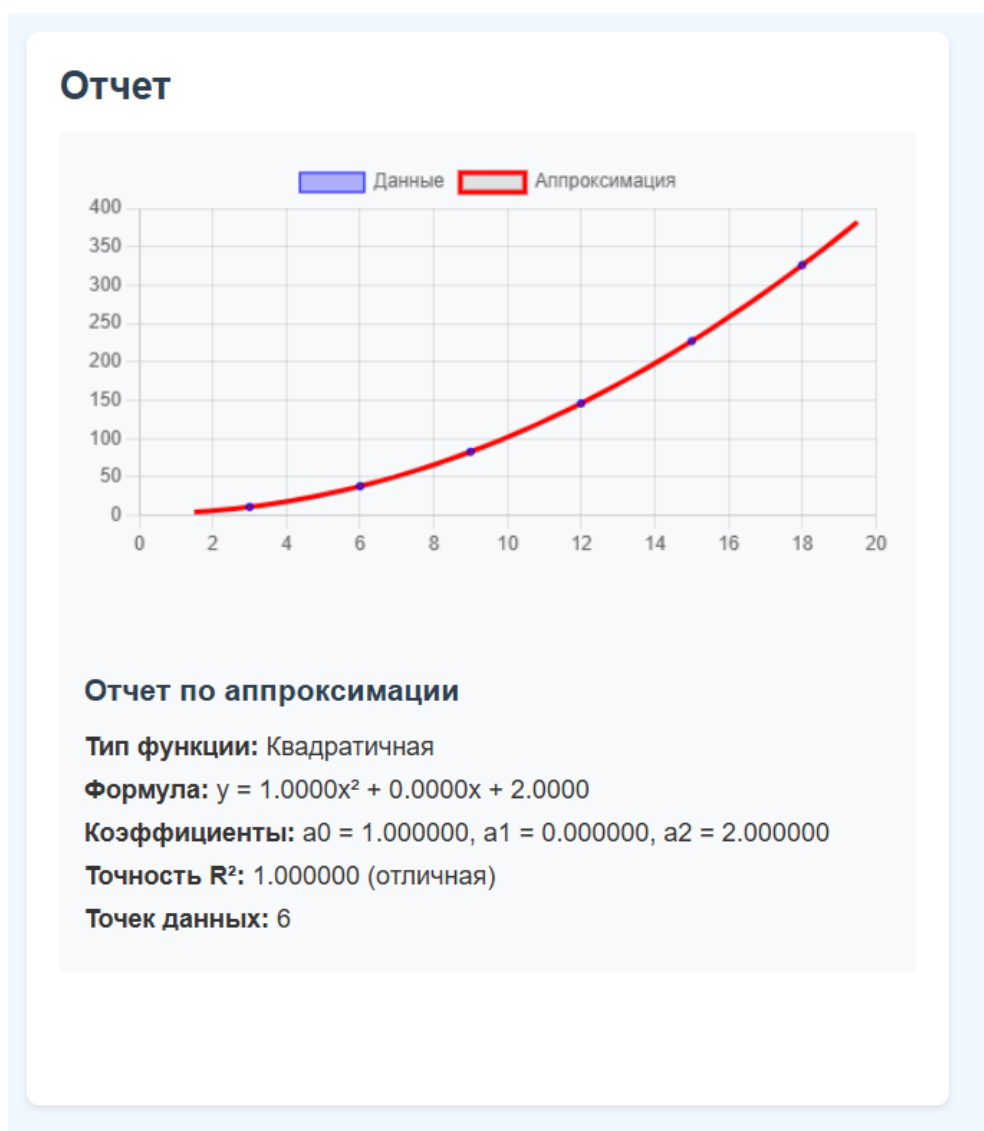 Отчет
Данные Аппроксимация
400
350
300
250
200
150
100
50
0
0 2 4 6 8 10 12 14 16 18 20
Отчет по аппроксимации
Тип функции: Квадратичная
Формула: y = 1.0000x² + 0.0000x + 2.0000
Коэффициенты: a0 = 1.000000, a1 = 0.000000, a2 = 2.000000
Точность R²: 1.000000 (отличная)
Точек данных: 6